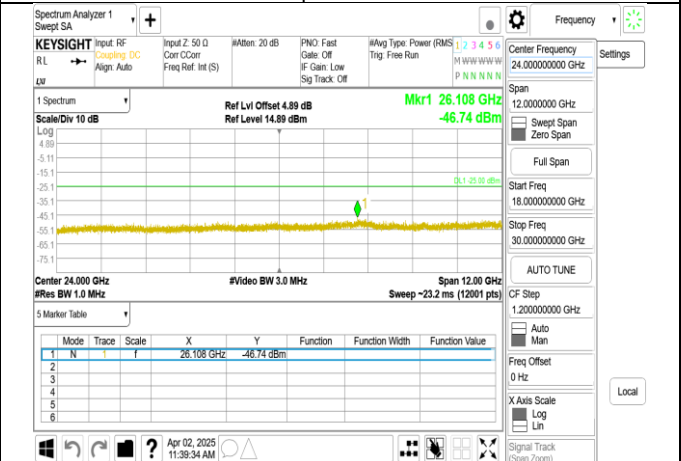 Spectrum Analyzer 1
Swept SA
Frequency
KEYSIGHT
RL
Input: RF
Coupling: DC
Align: Auto
Input Z: 50 Ω
Corr CCorr
Freq Ref: Int (S)
#Atten: 20 dB
PNO: Fast
Gate: Off
IF Gain: Low
Sig Track: Off
#Avg Type: Power (RMS
Trig: Free Run
1 2 3 4 5 6
M W W W W W
P N N N N N
Center Frequency
24.000000000 GHz
Settings
Span
12.0000000 GHz
Swept Span
Zero Span
Full Span
Start Freq
18.000000000 GHz
Stop Freq
30.000000000 GHz
AUTO TUNE
CF Step
1.200000000 GHz
Auto
Man
Freq Offset
0 Hz
X Axis Scale
Log
Lin
Local
Signal Track
(Span Zoom)
1 Spectrum
Scale/Div 10 dB
Ref Lvl Offset 4.89 dB
Ref Level 14.89 dBm
Mkr1 26.108 GHz
-46.74 dBm
Log
4.89
-5.11
-15.1
-25.1
-35.1
-45.1
-55.1
-65.1
-75.1
DL1 -25.00 dBm
1
Center 24.000 GHz
#Res BW 1.0 MHz
#Video BW 3.0 MHz
Span 12.00 GHz
Sweep ~23.2 ms (12001 pts)
5 Marker Table
Mode Trace Scale X Y Function Function Width Function Value
1 N 1 f 26.108 GHz -46.74 dBm
2
3
4
5
6
Apr 02, 2025
11:39:34 AM